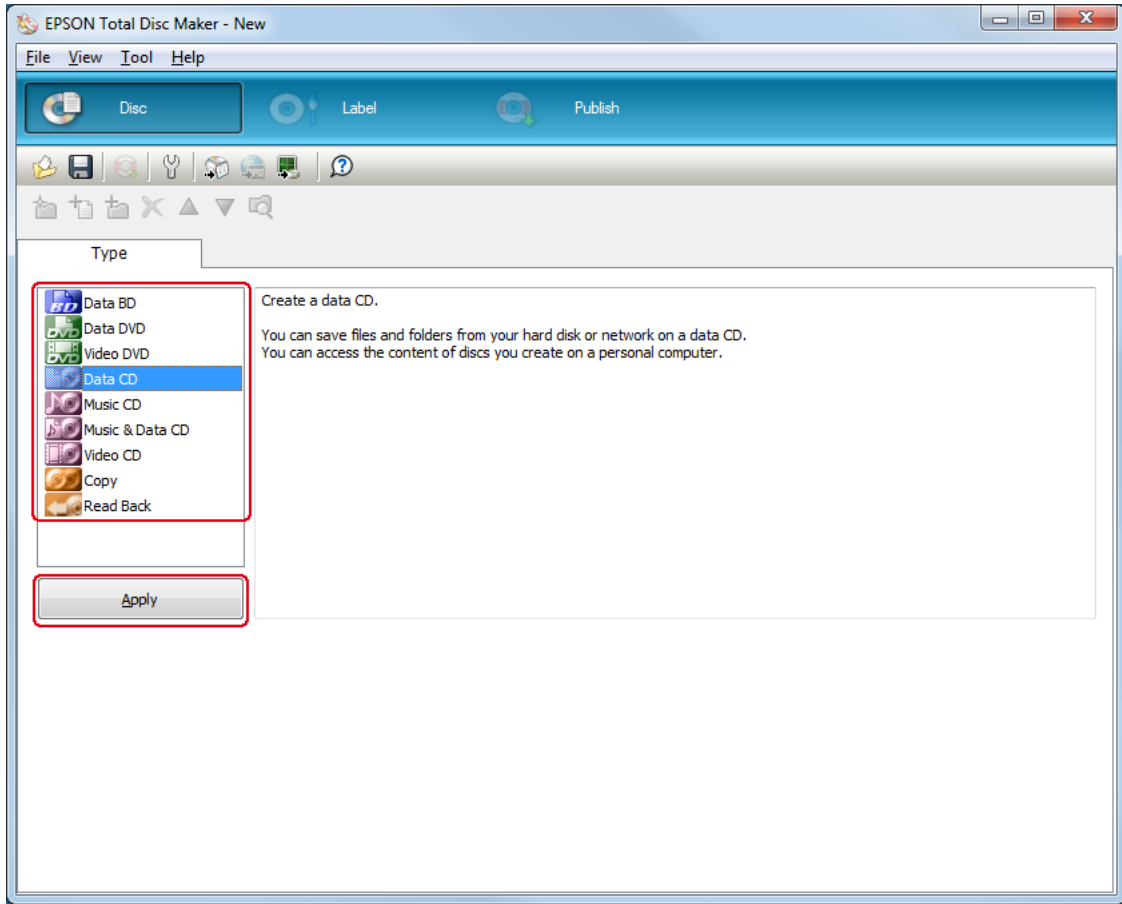 EPSON Total Disc Maker - New
File View Tool Help
Disc
Label
Publish
Type
BD Data BD
DVD Data DVD
DVD Video DVD
Data CD
Music CD
Music & Data CD
Video CD
Copy
Read Back
Apply
Create a data CD.
You can save files and folders from your hard disk or network on a data CD.
You can access the content of discs you create on a personal computer.